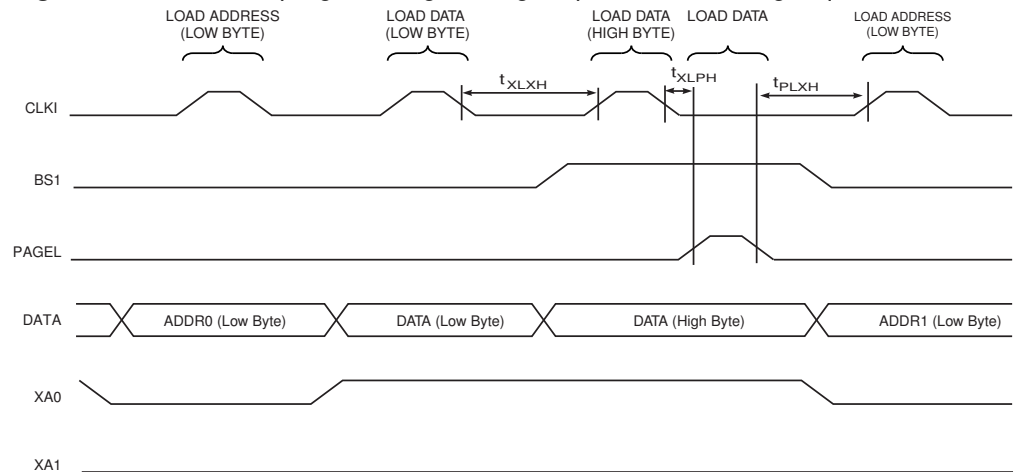 LOAD ADDRESS
(LOW BYTE)
LOAD DATA
(LOW BYTE)
LOAD DATA
(HIGH BYTE)
LOAD DATA
LOAD ADDRESS
(LOW BYTE)
tXLXH
tXLPH
tPLXH
CLKI
BS1
PAGEL
DATA
ADDR0 (Low Byte)
DATA (Low Byte)
DATA (High Byte)
ADDR1 (Low Byte)
XA0
XA1